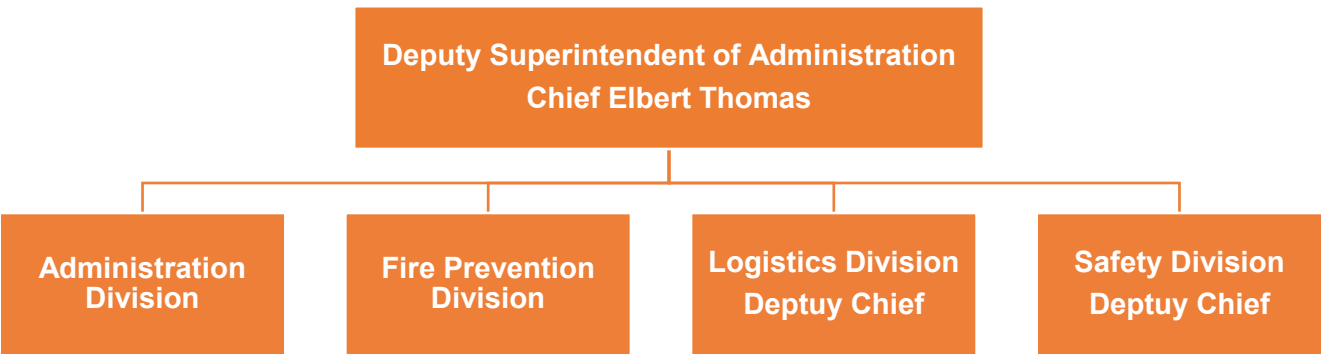 Deputy Superintendent of Administration
Chief Elbert Thomas
Administration
Division
Fire Prevention
Division
Logistics Division
Deptuy Chief
Safety Division
Deptuy Chief